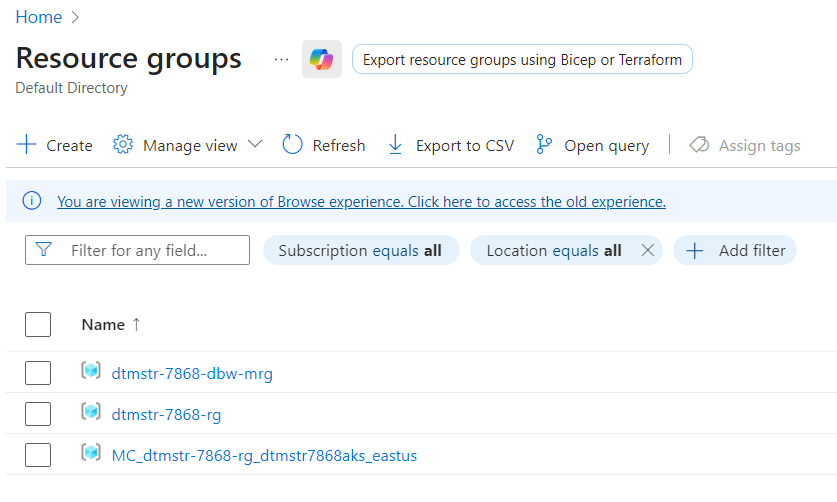 Home >
Resource groups ... Export resource groups using Bicep or Terraform
Default Directory
Create Manage view Refresh Export to CSV Open query Assign tags
You are viewing a new version of Browse experience. Click here to access the old experience.
Filter for any field... Subscription equals all Location equals all Add filter
Name ↑
dtmstr-7868-dbw-mrg
dtmstr-7868-rg
MC_dtmstr-7868-rg_dtmstr7868aks_eastus